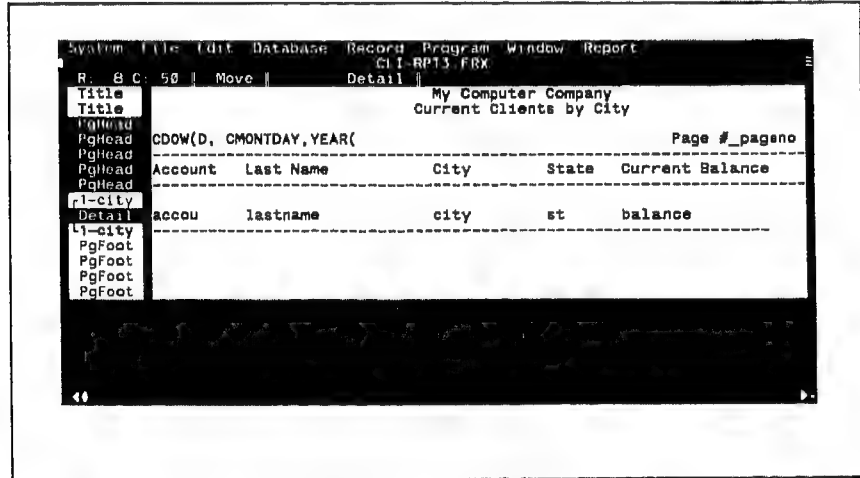 System File Edit Database Record Program Window Report
CLI-RPT3.FRX
R: 8 C: 50 Move Detail
Title My Computer Company
Title Current Clients by City
PgHead
PgHead CDOW(D, CMONTDAY,YEAR( Page #_pageno
PgHead
PgHead Account Last Name City State Current Balance
PgHead
1-city
Detail accou lastname city st balance
1-city
PgFoot
PgFoot
PgFoot
PgFoot